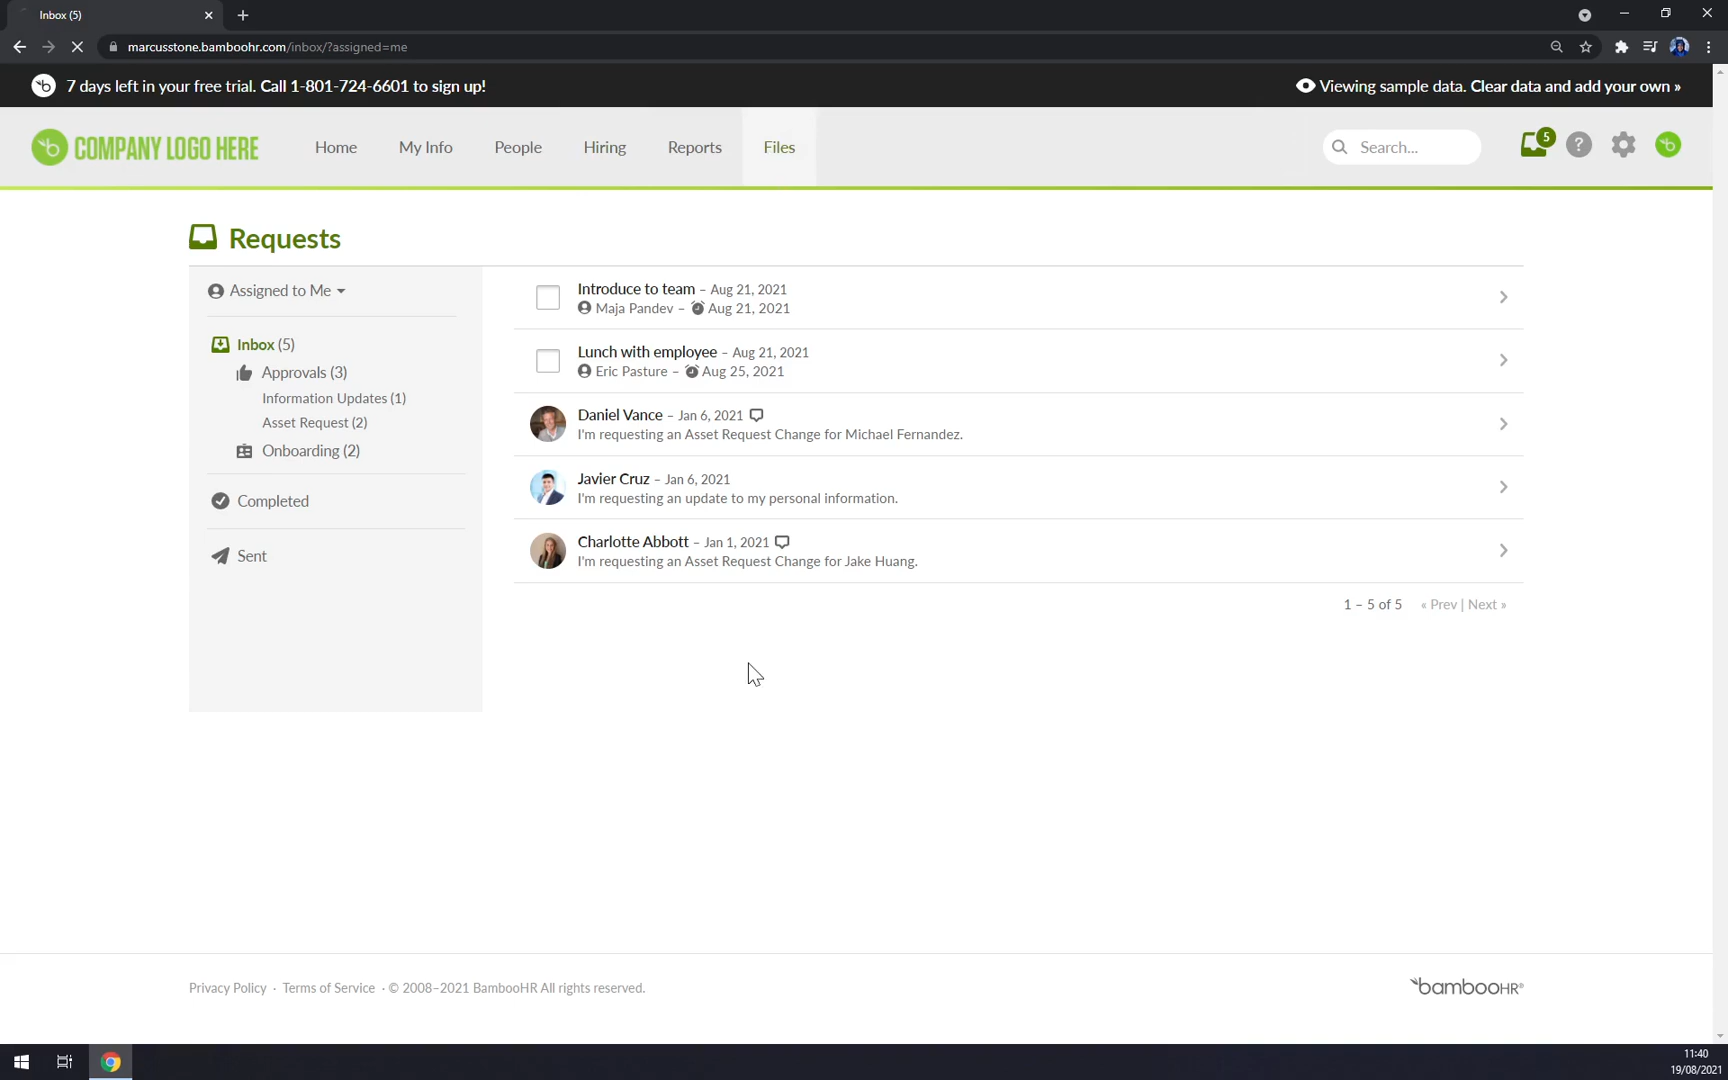 Inbox (5)
marcusstone.bamboohr.com/inbox/?assigned=me
7 days left in your free trial. Call 1-801-724-6601 to sign up!
Viewing sample data. Clear data and add your own »
COMPANY LOGO HERE
Home
My Info
People
Hiring
Reports
Files
Search...
5
?
Requests
Assigned to Me
Inbox (5)
Approvals (3)
Information Updates (1)
Asset Request (2)
Onboarding (2)
Completed
Sent
Introduce to team – Aug 21, 2021
Maja Pandev – Aug 21, 2021
Lunch with employee – Aug 21, 2021
Eric Pasture – Aug 25, 2021
Daniel Vance – Jan 6, 2021
I'm requesting an Asset Request Change for Michael Fernandez.
Javier Cruz – Jan 6, 2021
I'm requesting an update to my personal information.
Charlotte Abbott – Jan 1, 2021
I'm requesting an Asset Request Change for Jake Huang.
1 – 5 of 5 « Prev | Next »
Privacy Policy · Terms of Service · © 2008–2021 BambooHR All rights reserved.
bambooHR®
11:40
19/08/2021